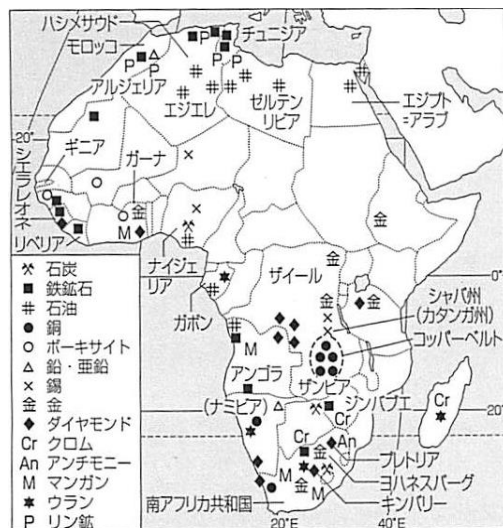 ハシメサウド
モロッコ
アルジェリア
エジエレ
チュニジア
ゼルテン
リビア
エジプト
=アラブ
20°
ギニア
ガーナ
シエラレオネ
リベリア
ナイジェ
リア
ガボン
ザイール
0°
シャバ州
(カタンガ州)
コッパーベルト
アンゴラ
ザンビア
(ナミビア)
ジンバブエ
20°
プレトリア
ヨハネスバーグ
キンバリー
南アフリカ共和国
20°E
40°E
P
P
P
P
金
M
金
金
金
金
金
M
Cr
Cr
An
Cr
金
M
金
M
石炭
鉄鉱石
石油
銅
ボーキサイト
鉛・亜鉛
錫
金 金
ダイヤモンド
Cr クロム
An アンチモニー
M マンガン
ウラン
P リン鉱